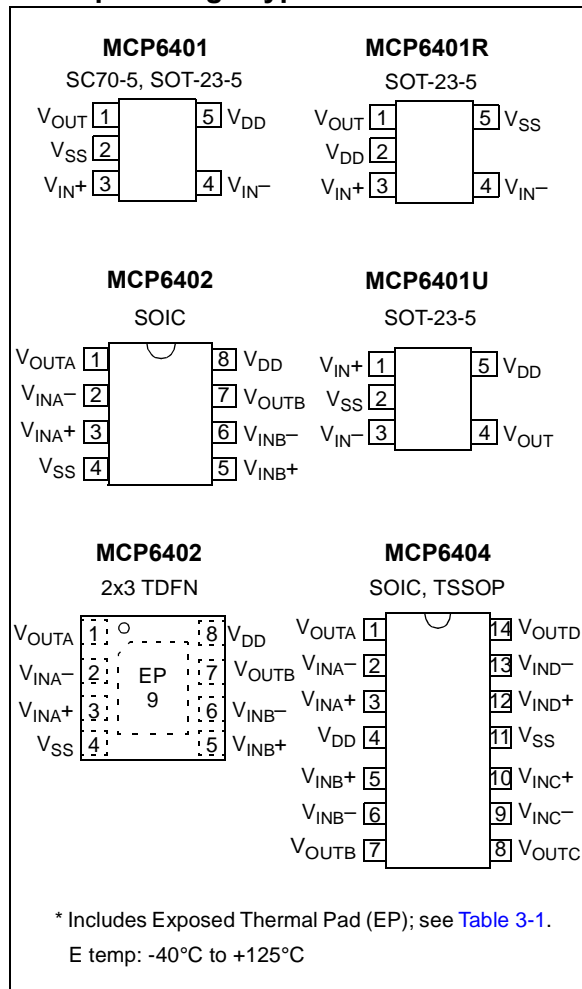 MCP6401
SC70-5, SOT-23-5
VOUT 1
5 VDD
VSS 2
VIN+ 3
4 VIN–
MCP6401R
SOT-23-5
VOUT 1
5 VSS
VDD 2
VIN+ 3
4 VIN–
MCP6402
SOIC
VOUTA 1
8 VDD
VINA– 2
7 VOUTB
VINA+ 3
6 VINB–
VSS 4
5 VINB+
MCP6401U
SOT-23-5
VIN+ 1
5 VDD
VSS 2
VIN– 3
4 VOUT
MCP6402
2x3 TDFN
VOUTA 1
8 VDD
VINA– 2
EP
7 VOUTB
9
VINA+ 3
6 VINB–
VSS 4
5 VINB+
MCP6404
SOIC, TSSOP
VOUTA 1
14 VOUTD
VINA– 2
13 VIND–
VINA+ 3
12 VIND+
VDD 4
11 VSS
VINB+ 5
10 VINC+
VINB– 6
9 VINC–
VOUTB 7
8 VOUTC
* Includes Exposed Thermal Pad (EP); see Table 3-1.
E temp: -40°C to +125°C